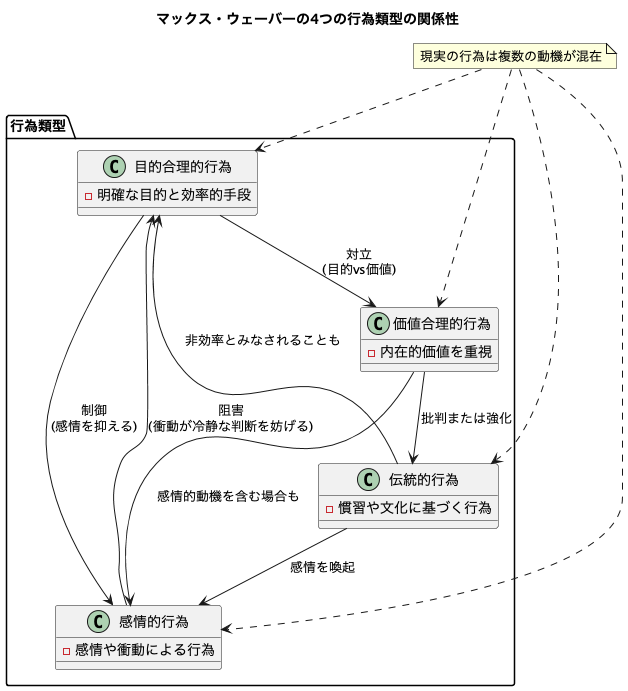 マックス・ウェーバーの4つの行為類型の関係性
現実の行為は複数の動機が混在
行為類型
C 目的合理的行為
明確な目的と効率的手段
対立
(目的vs価値)
C 価値合理的行為
内在的価値を重視
非効率とみなされることも
制御
(感情を抑える)
阻害
(衝動が冷静な判断を妨げる)
批判または強化
C 伝統的行為
慣習や文化に基づく行為
感情的動機を含む場合も
感情を喚起
C 感情的行為
感情や衝動による行為